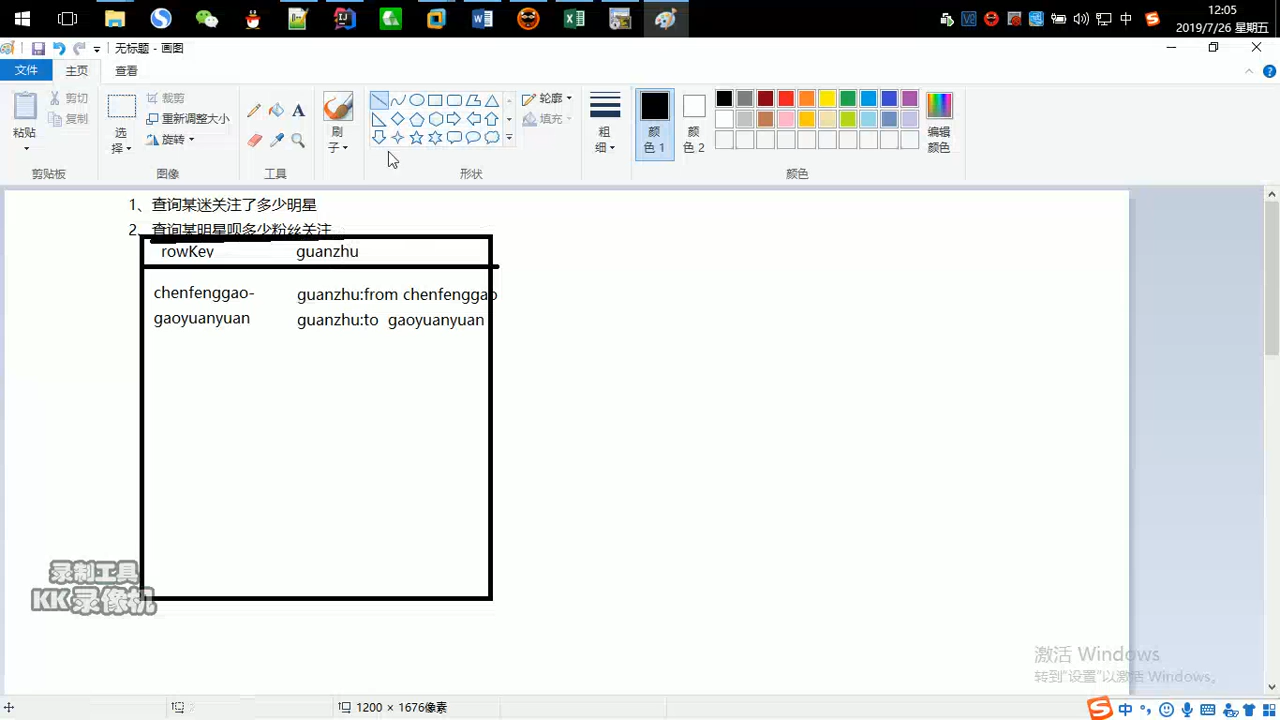 12:05
2019/7/26 星期五
中
无标题 - 画图
文件 主页 查看
粘贴
剪切
复制
剪贴板
选择
裁剪
重新调整大小
旋转
图像
工具
刷子
形状
轮廓
填充
粗细
颜色 1
颜色 2
颜色
编辑颜色
1、查询某迷关注了多少明星
2、查询某明星呗多少粉丝关注
rowKey guanzhu
chenfenggao-
gaoyuanyuan
guanzhu:from chenfenggao
guanzhu:to gaoyuanyuan
录制工具
KK录像机
激活 Windows
转到"设置"以激活 Windows。
1200 × 1676像素
中